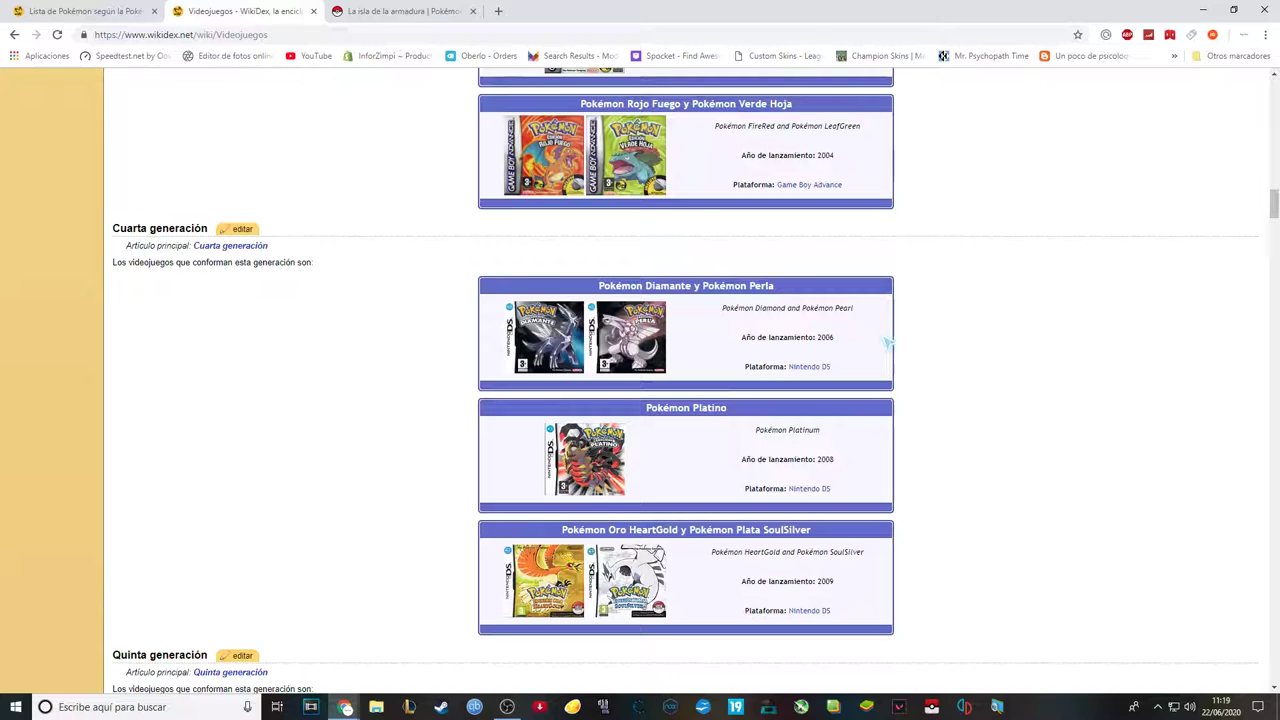 Lista de Pokémon según la Poké
Videojuegos - WikiDex, la encicl
La isla de la armadura | Pokémo
https://www.wikidex.net/wiki/Videojuegos
Aplicaciones
Speedtest.net by Oo
Editor de fotos online
YouTube
InforZimpi ~ Product
Oberlo - Orders
Search Results - Mod
Spocket - Find Awes
Custom Skins - Leag
Champion Skins | Me
Mr. Psychopath Time
Un poco de psicolog
Otros marcadores
Pokémon Rojo Fuego y Pokémon Verde Hoja
Pokémon FireRed and Pokémon LeafGreen
Año de lanzamiento: 2004
Plataforma: Game Boy Advance
Cuarta generación editar
Artículo principal: Cuarta generación
Los videojuegos que conforman esta generación son:
Pokémon Diamante y Pokémon Perla
Pokémon Diamond and Pokémon Pearl
Año de lanzamiento: 2006
Plataforma: Nintendo DS
Pokémon Platino
Pokémon Platinum
Año de lanzamiento: 2008
Plataforma: Nintendo DS
Pokémon Oro HeartGold y Pokémon Plata SoulSilver
Pokémon HeartGold and Pokémon SoulSilver
Año de lanzamiento: 2009
Plataforma: Nintendo DS
Quinta generación editar
Artículo principal: Quinta generación
Los videojuegos que conforman esta generación son:
Escribe aquí para buscar
11:19
22/06/2020